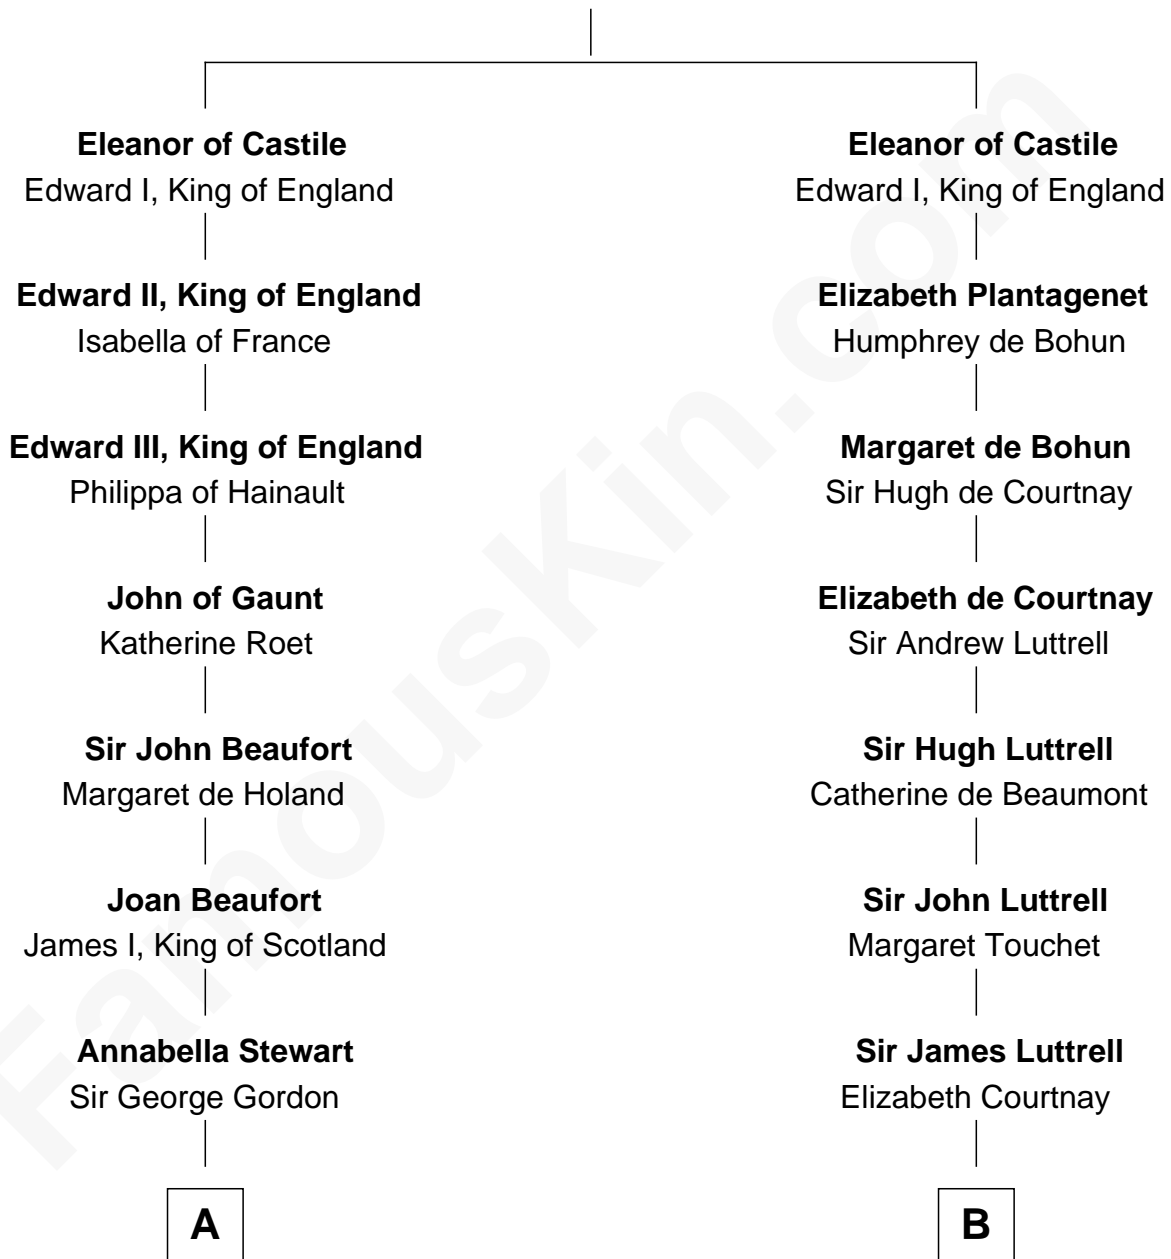 Eleanor of Castile
Edward I, King of England
Edward II, King of England
Isabella of France
Edward III, King of England
Philippa of Hainault
John of Gaunt
Katherine Roet
Sir John Beaufort
Margaret de Holand
Joan Beaufort
James I, King of Scotland
Annabella Stewart
Sir George Gordon
A
Eleanor of Castile
Edward I, King of England
Elizabeth Plantagenet
Humphrey de Bohun
Margaret de Bohun
Sir Hugh de Courtnay
Elizabeth de Courtnay
Sir Andrew Luttrell
Sir Hugh Luttrell
Catherine de Beaumont
Sir John Luttrell
Margaret Touchet
Sir James Luttrell
Elizabeth Courtnay
B
FamousKin.com